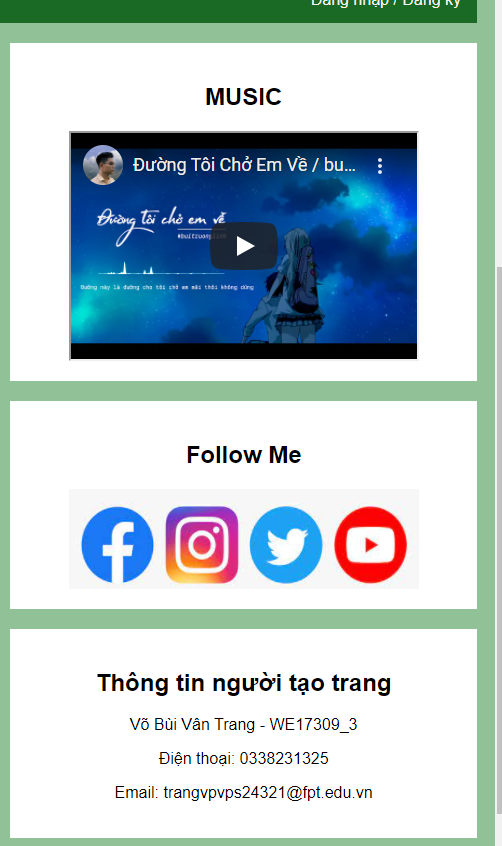 Đăng nhập / Đăng ký
MUSIC
Đường Tôi Chở Em Về / bu...
Đường tôi chở em về
#buitruonglinh
Đường này là đường cho tôi chở em mãi thôi không dừng
Follow Me
Thông tin người tạo trang
Võ Bùi Vân Trang - WE17309_3
Điện thoại: 0338231325
Email: trangvpvps24321@fpt.edu.vn